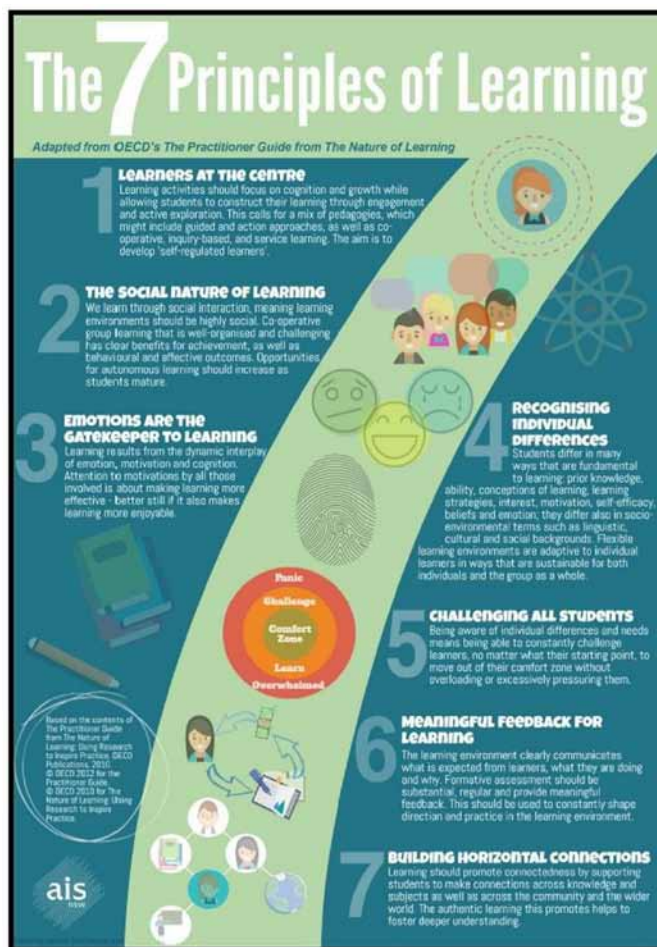 The 7 Principles of Learning
Adapted from OECD's The Practitioner Guide from The Nature of Learning
1 LEARNERS AT THE CENTRE
Learning activities should focus on cognition and growth while
allowing students to construct their learning through engagement
and active exploration. This calls for a mix of pedagogies, which
might include guided and action approaches, as well as co-
operative, inquiry-based, and service learning. The aim is to
develop 'self-regulated learners'.
2 THE SOCIAL NATURE OF LEARNING
We learn through social interaction, meaning learning
environments should be highly social. Co-operative
group learning that is well-organised and challenging
has clear benefits for achievement, as well as
behavioural and affective outcomes. Opportunities
for autonomous learning should increase as
students mature.
3 EMOTIONS ARE THE
GATEKEEPER TO LEARNING
Learning results from the dynamic interplay
of emotion, motivation and cognition.
Attention to motivations by all those
involved is about making learning more
effective - better still if it also makes
learning more enjoyable.
4 RECOGNISING
INDIVIDUAL
DIFFERENCES
Students differ in many
ways that are fundamental
to learning: prior knowledge,
ability, conceptions of learning, learning
strategies, interest, motivation, self-efficacy,
beliefs and emotion; they differ also in socio-
environmental terms such as linguistic,
cultural and social backgrounds. Flexible
learning environments are adaptive to individual
learners in ways that are sustainable for both
individuals and the group as a whole.
Panic
Challenge
Comfort
Zone
Learn
Overwhelmed
5 CHALLENGING ALL STUDENTS
Being aware of individual differences and needs
means being able to constantly challenge
learners, no matter what their starting point, to
move out of their comfort zone without
overloading or excessively pressuring them.
6 MEANINGFUL FEEDBACK FOR
LEARNING
The learning environment clearly communicates
what is expected from learners, what they are doing
and why. Formative assessment should be
substantial, regular and provide meaningful
feedback. This should be used to constantly shape
direction and practice in the learning environment.
7 BUILDING HORIZONTAL CONNECTIONS
Learning should promote connectedness by supporting
students to make connections across knowledge and
subjects as well as across the community and the wider
world. The authentic learning this promotes helps to
foster deeper understanding.
Based on the contents of
The Practitioner Guide
from The Nature of
Learning: Using Research
to Inspire Practice, OECD
Publications, 2010.
© OECD 2012 for the
Practitioner Guide.
© OECD 2010 for The
Nature of Learning: Using
Research to Inspire
Practice.
ais
nsw